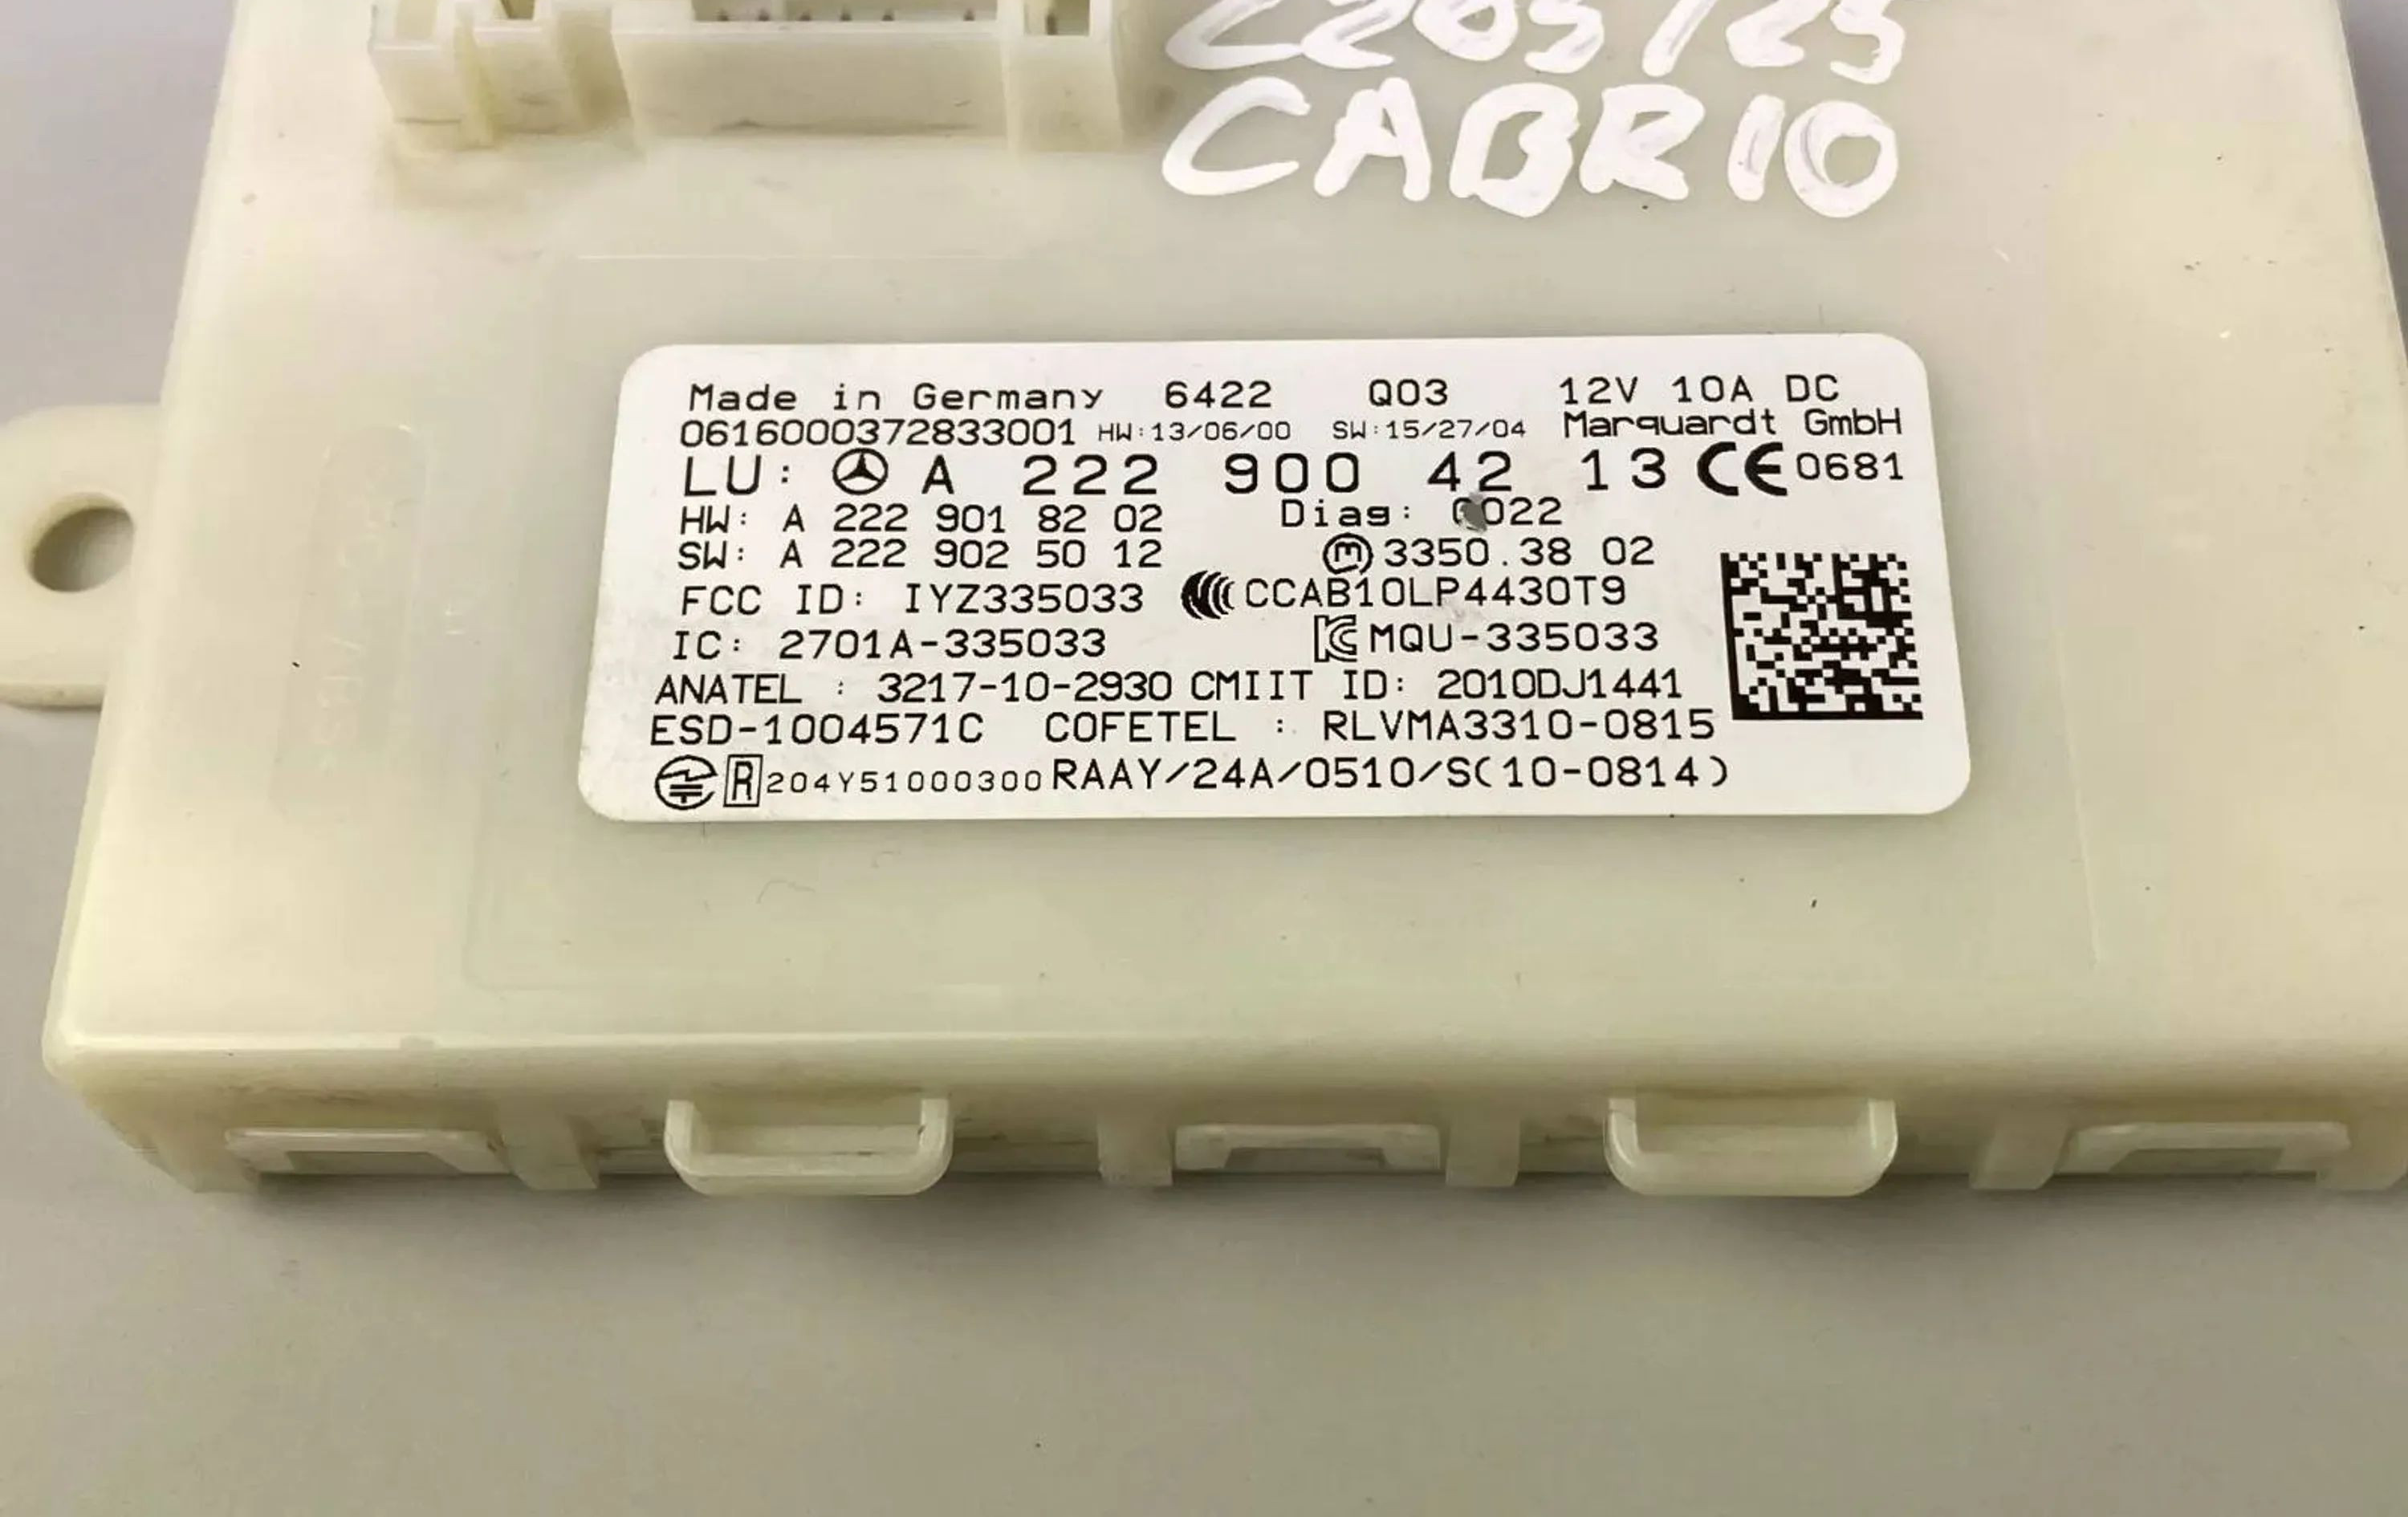 C205/25
CABRIO
Made in Germany 6422 Q03 12V 10A DC
0616000372833001 HW:13/06/00 SW:15/27/04 Marquardt GmbH
LU: A 222 900 42 13 CE 0681
HW: A 222 901 82 02 Diag: 0022
SW: A 222 902 50 12 m 3350.38 02
FCC ID: IYZ335033 CCAB10LP4430T9
IC: 2701A-335033 MQU-335033
ANATEL : 3217-10-2930 CMIIT ID: 2010DJ1441
ESD-1004571C COFETEL : RLVMA3310-0815
R 204Y51000300 RAAY/24A/0510/S(10-0814)